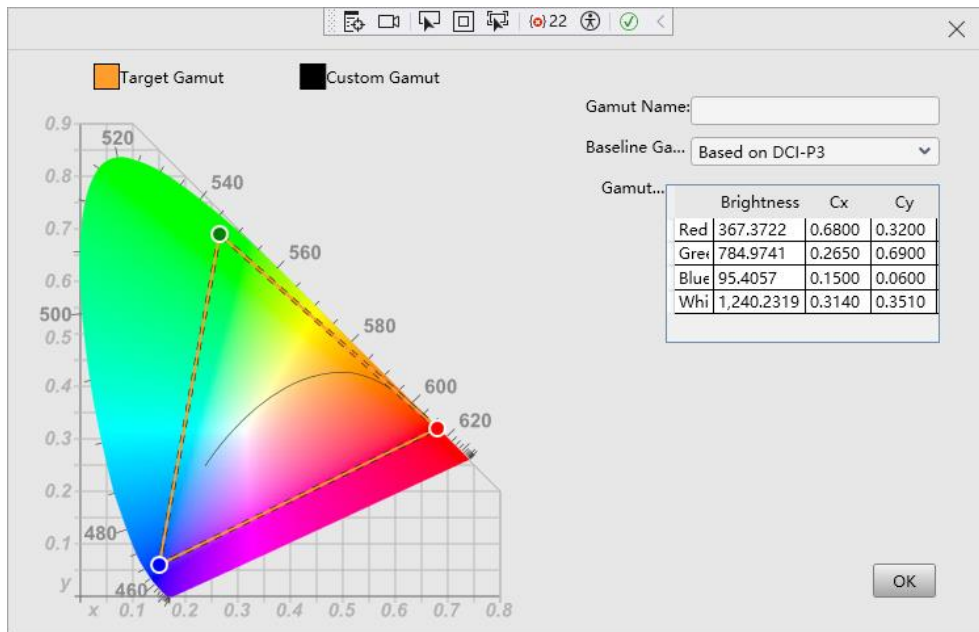 22
Target Gamut
Custom Gamut
Gamut Name:
Baseline Ga...
Based on DCI-P3
Gamut...
Brightness Cx Cy
Red 367.3722 0.6800 0.3200
Gree 784.9741 0.2650 0.6900
Blue 95.4057 0.1500 0.0600
Whi 1,240.2319 0.3140 0.3510
0.9
520
0.8
540
0.7
560
0.6
500
580
0.5
0.4
600
620
0.3
0.2
480
0.1
460
y
x 0.1 0.2 0.3 0.4 0.5 0.6 0.7 0.8
OK